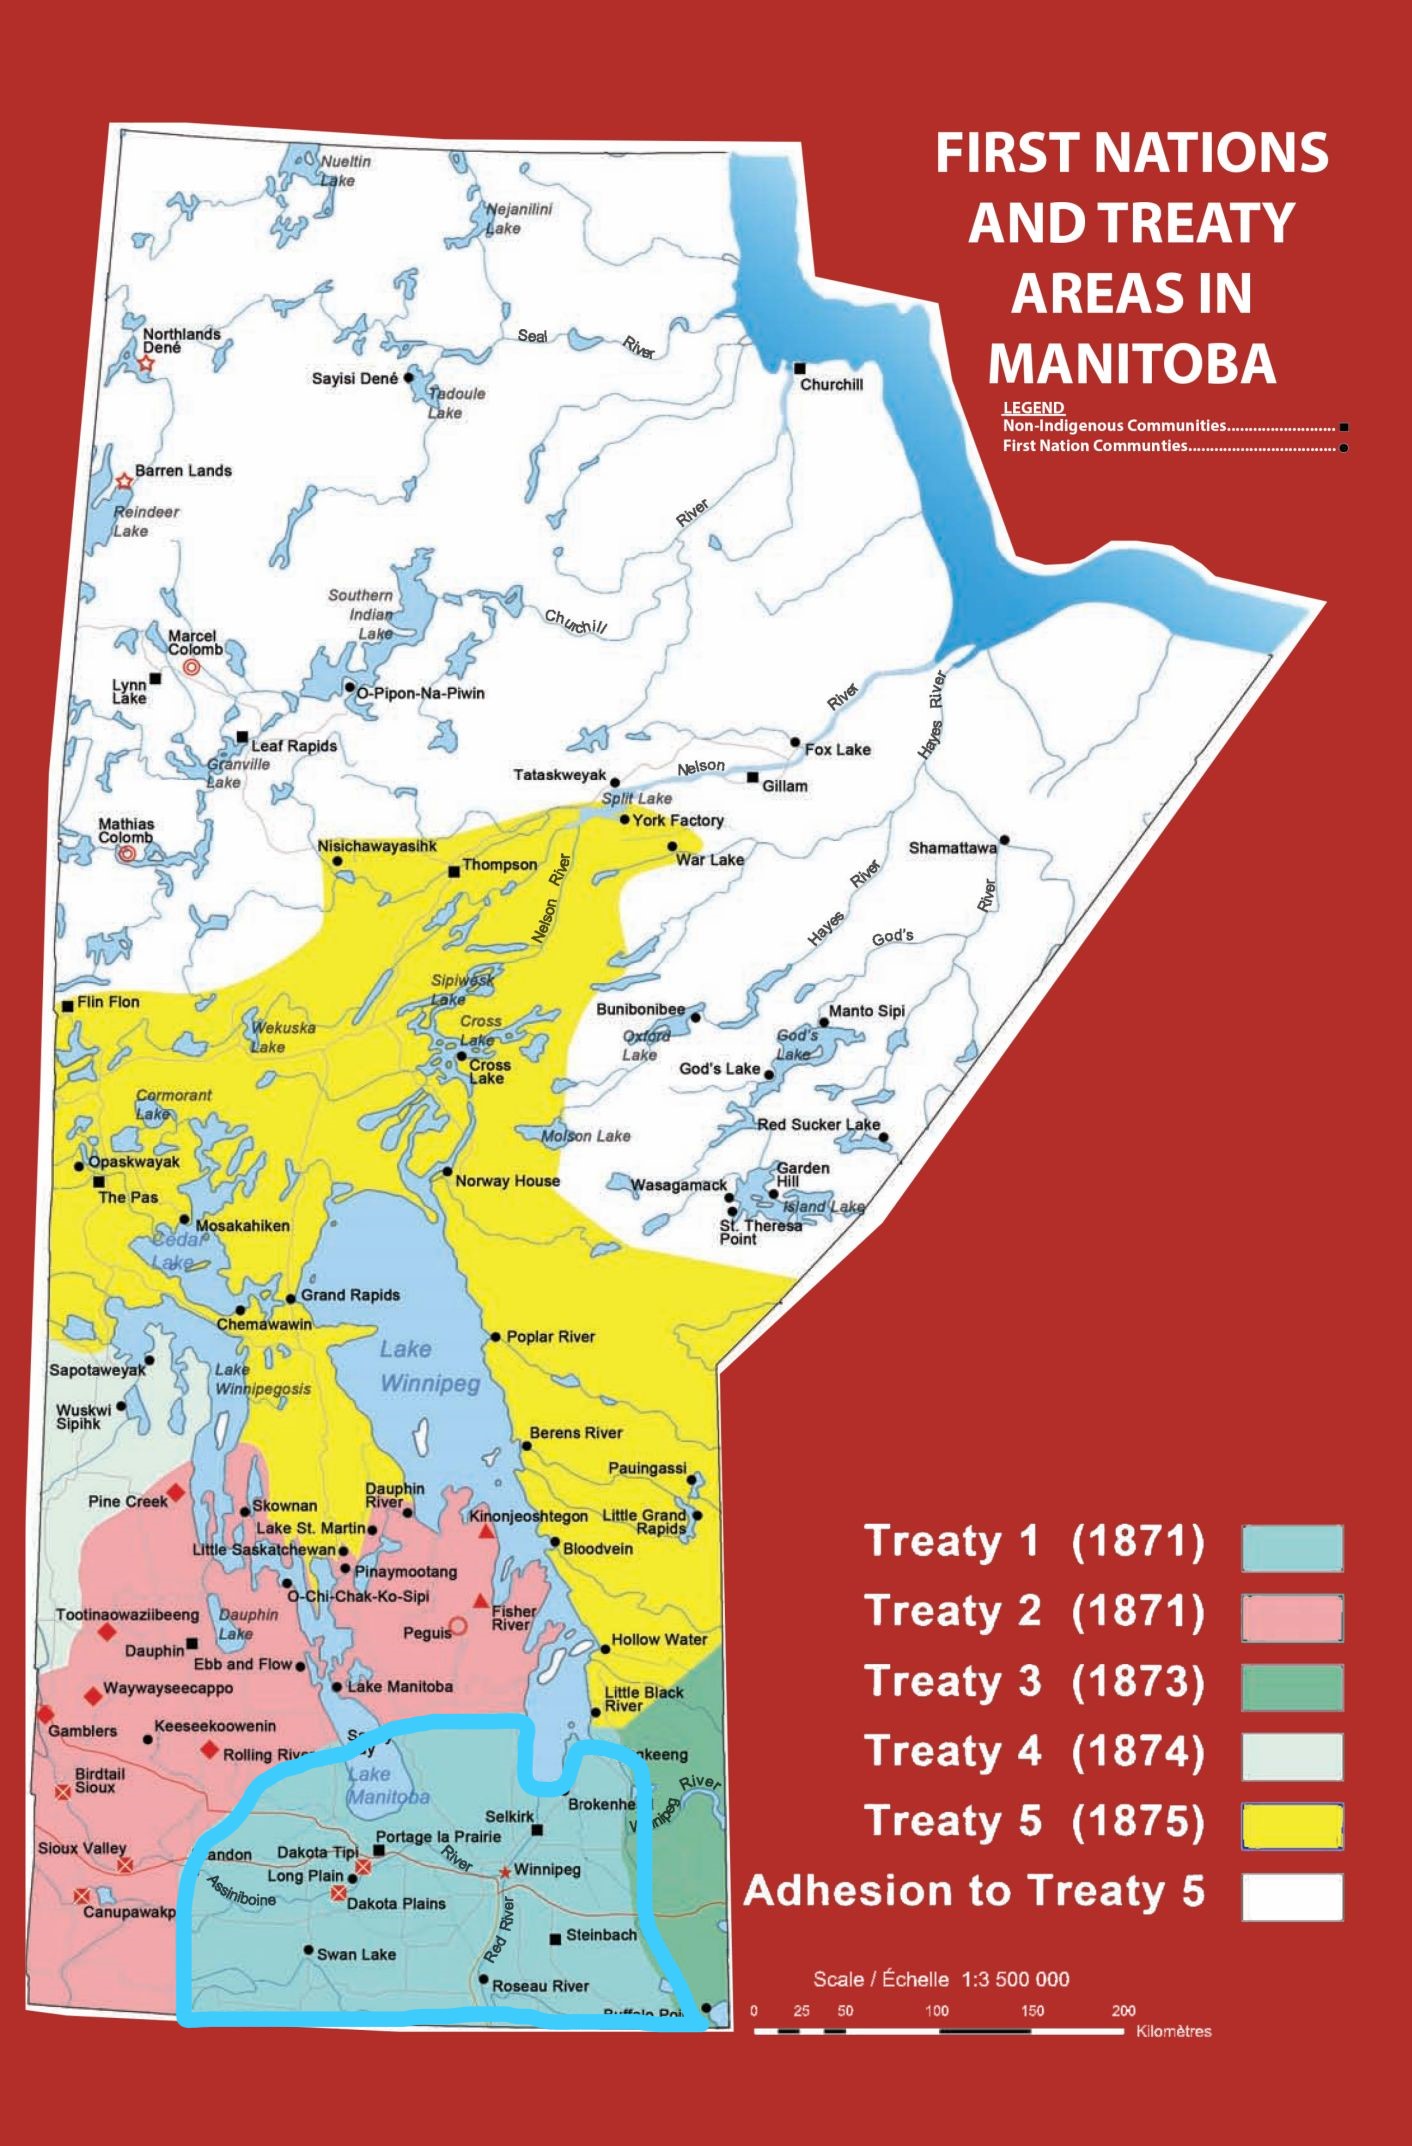 FIRST NATIONS
AND TREATY
AREAS IN
MANITOBA
LEGEND
Non-Indigenous Communities
First Nation Communties
Nueltin
Lake
Nejanilini
Lake
Northlands
Dené
Seal River
Sayisi Dené
Tadoule
Lake
Churchill
Barren Lands
Reindeer
Lake
River
Southern
Indian
Lake
Churchill
Marcel
Colomb
Lynn
Lake
O-Pipon-Na-Piwin
Hayes River
River
Leaf Rapids
Granville
Lake
Fox Lake
Tataskweyak
Nelson
Gillam
Split Lake
York Factory
Mathias
Colomb
Nisichawayasihk
Thompson
War Lake
Shamattawa
Nelson River
Hayes River
River
God's
Flin Flon
Sipiwesk
Lake
Wekuska
Lake
Cross
Lake
Cross
Lake
Bunibonibee
Oxford
Lake
Manto Sipi
God's
Lake
God's Lake
Cormorant
Lake
Molson Lake
Red Sucker Lake
Opaskwayak
The Pas
Norway House
Wasagamack
Garden
Hill
Island Lake
St. Theresa
Point
Mosakahiken
Cedar
Lake
Grand Rapids
Chemawawin
Poplar River
Lake
Winnipeg
Sapotaweyak
Lake
Winnipegosis
Wuskwi
Sipihk
Berens River
Pauingassi
Pine Creek
Skownan
Dauphin
River
Kinonjeoshtegon
Little Grand
Rapids
Lake St. Martin
Little Saskatchewan
Bloodvein
Pinaymootang
O-Chi-Chak-Ko-Sipi
Tootinaowaziibeeng
Dauphin
Lake
Fisher
River
Peguis
Dauphin
Hollow Water
Ebb and Flow
Waywayseecappo
Lake Manitoba
Little Black
River
Gamblers
Keeseekoowenin
Rolling River
Birdtail
Sioux
Lake
Manitoba
River
Selkirk
Sioux Valley
Portage la Prairie
Dakota Tipi
River
Long Plain
Winnipeg
Assiniboine
Dakota Plains
Canupawakp
Red River
Steinbach
Swan Lake
Roseau River
Treaty 1 (1871)
Treaty 2 (1871)
Treaty 3 (1873)
Treaty 4 (1874)
Treaty 5 (1875)
Adhesion to Treaty 5
Scale / Échelle 1:3 500 000
0 25 50 100 150 200
Kilomètres